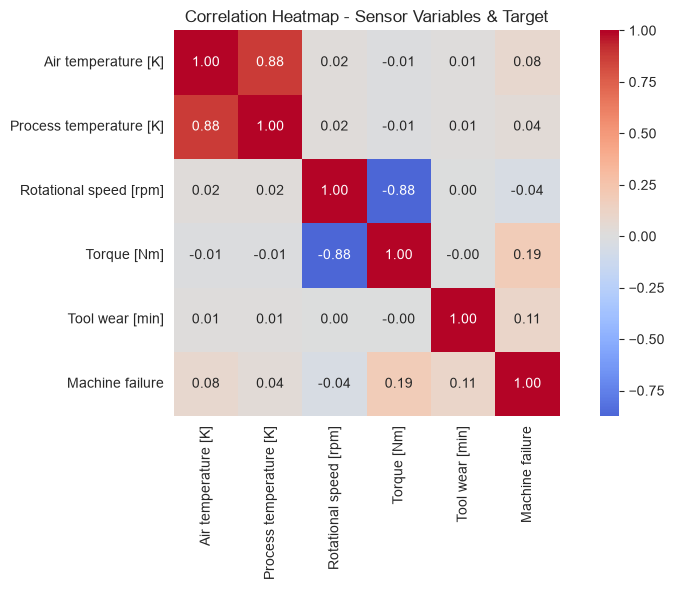 Correlation Heatmap - Sensor Variables & Target
Air temperature [K] 1.00 0.88 0.02 -0.01 0.01 0.08
Process temperature [K] 0.88 1.00 0.02 -0.01 0.01 0.04
Rotational speed [rpm] 0.02 0.02 1.00 -0.88 0.00 -0.04
Torque [Nm] -0.01 -0.01 -0.88 1.00 -0.00 0.19
Tool wear [min] 0.01 0.01 0.00 -0.00 1.00 0.11
Machine failure 0.08 0.04 -0.04 0.19 0.11 1.00
Air temperature [K]
Process temperature [K]
Rotational speed [rpm]
Torque [Nm]
Tool wear [min]
Machine failure
1.00
0.75
0.50
0.25
0.00
−0.25
−0.50
−0.75